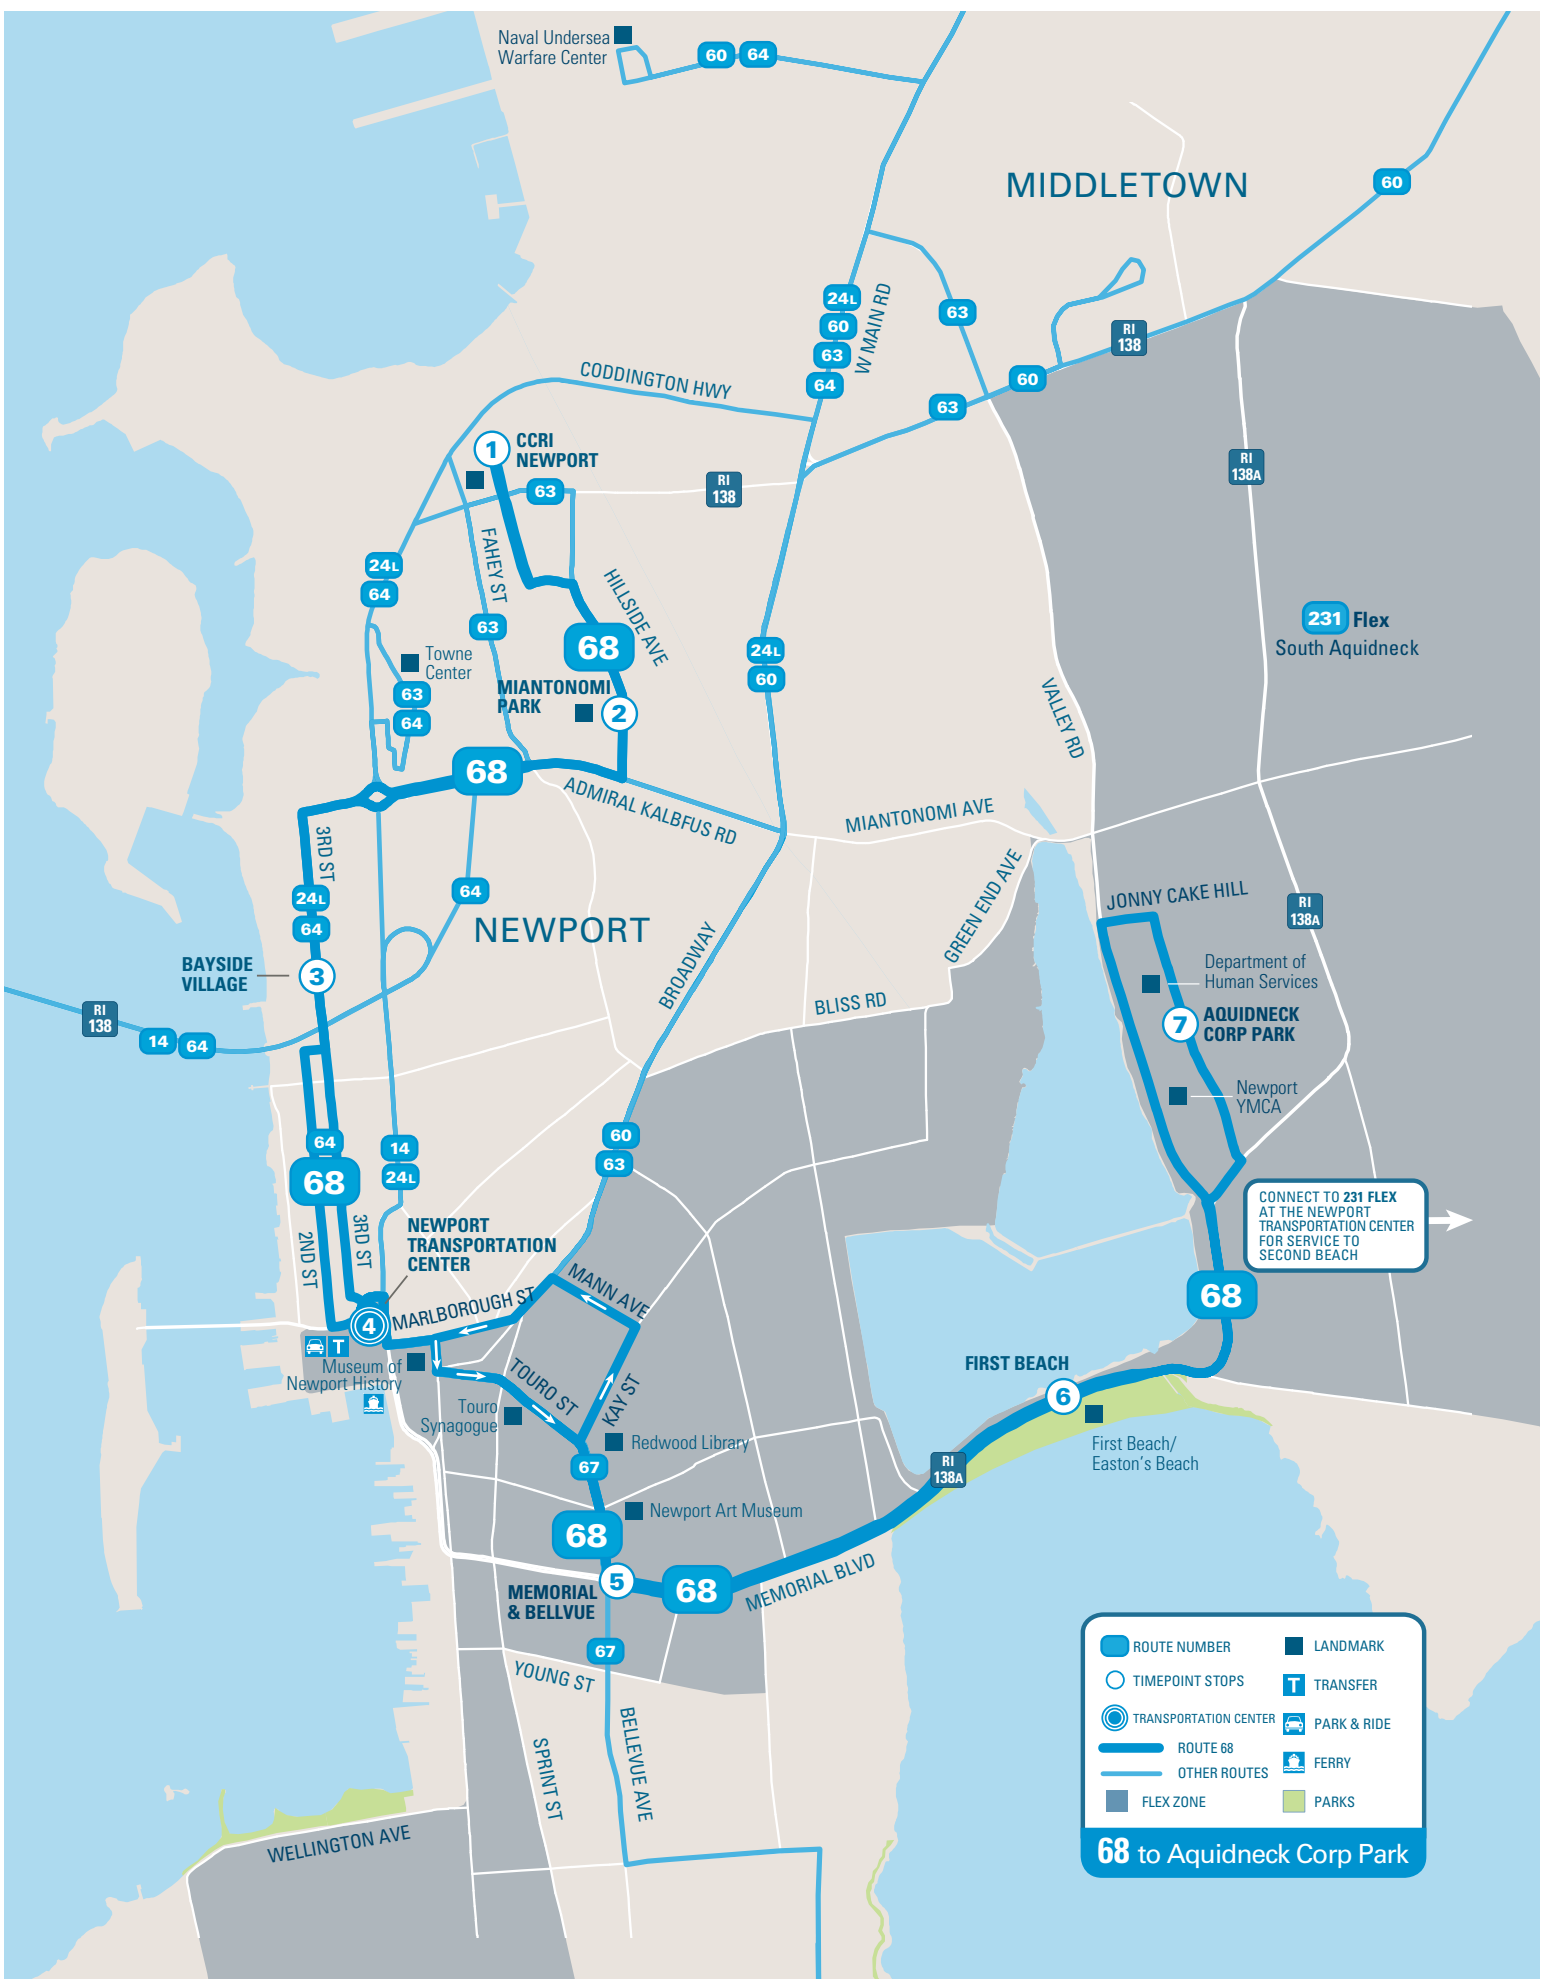 Naval Undersea
Warfare Center
60
64
MIDDLETOWN
60
24L
60
63
64
W MAIN RD
63
RI
138
60
63
CODDINGTON HWY
1
CCRI
NEWPORT
63
RI
138
RI
138A
24L
64
FAHEY ST
HILLSIDE AVE
63
68
24L
60
231 Flex
South Aquidneck
Towne
Center
63
64
MIANTONOMI
PARK
2
VALLEY RD
68
ADMIRAL KALBFUS RD
MIANTONOMI AVE
3RD ST
24L
64
64
NEWPORT
GREEN END AVE
JONNY CAKE HILL
RI
138A
BAYSIDE
VILLAGE
3
BROADWAY
BLISS RD
Department of
Human Services
7
AQUIDNECK
CORP PARK
RI
138
14
64
Newport
YMCA
64
14
24L
60
63
68
2ND ST
3RD ST
NEWPORT
TRANSPORTATION
CENTER
CONNECT TO 231 FLEX
AT THE NEWPORT
TRANSPORTATION CENTER
FOR SERVICE TO
SECOND BEACH
68
4
MARLBOROUGH ST
MANN AVE
T
Museum of
Newport History
TOURO ST
KAY ST
Touro
Synagogue
Redwood Library
67
FIRST BEACH
6
First Beach/
Easton's Beach
RI
138A
Newport Art Museum
68
5
68
MEMORIAL
& BELLVUE
MEMORIAL BLVD
67
YOUNG ST
BELLEVUE AVE
SPRINT ST
WELLINGTON AVE
ROUTE NUMBER
TIMEPOINT STOPS
TRANSPORTATION CENTER
ROUTE 68
OTHER ROUTES
FLEX ZONE
LANDMARK
T TRANSFER
PARK & RIDE
FERRY
PARKS
68 to Aquidneck Corp Park